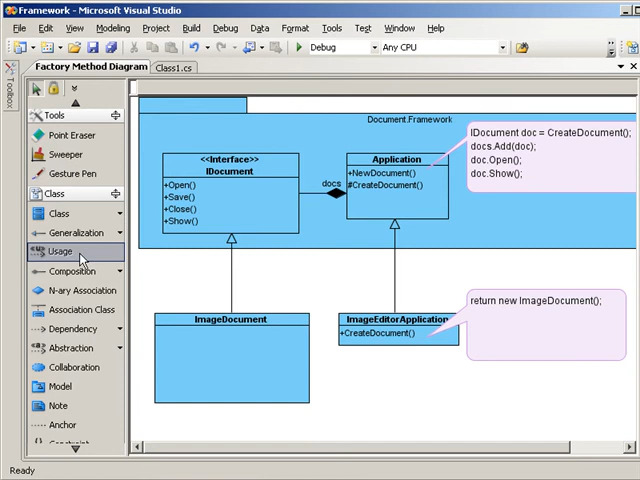 Framework - Microsoft Visual Studio
File Edit View Modeling Project Build Debug Data Format Tools Test Window Help
Debug Any CPU
Toolbox
Factory Method Diagram Class1.cs
Tools
Point Eraser
Sweeper
Gesture Pen
Class
Class
Generalization
Usage
Composition
N-ary Association
Association Class
Dependency
Abstraction
Collaboration
Model
Note
Anchor
Constraint
Document.Framework
<<Interface>>
IDocument
+Open()
+Save()
+Close()
+Show()
docs
Application
+NewDocument()
#CreateDocument()
IDocument doc = CreateDocument();
docs.Add(doc);
doc.Open();
doc.Show();
ImageDocument
ImageEditorApplication
+CreateDocument()
return new ImageDocument();
Ready